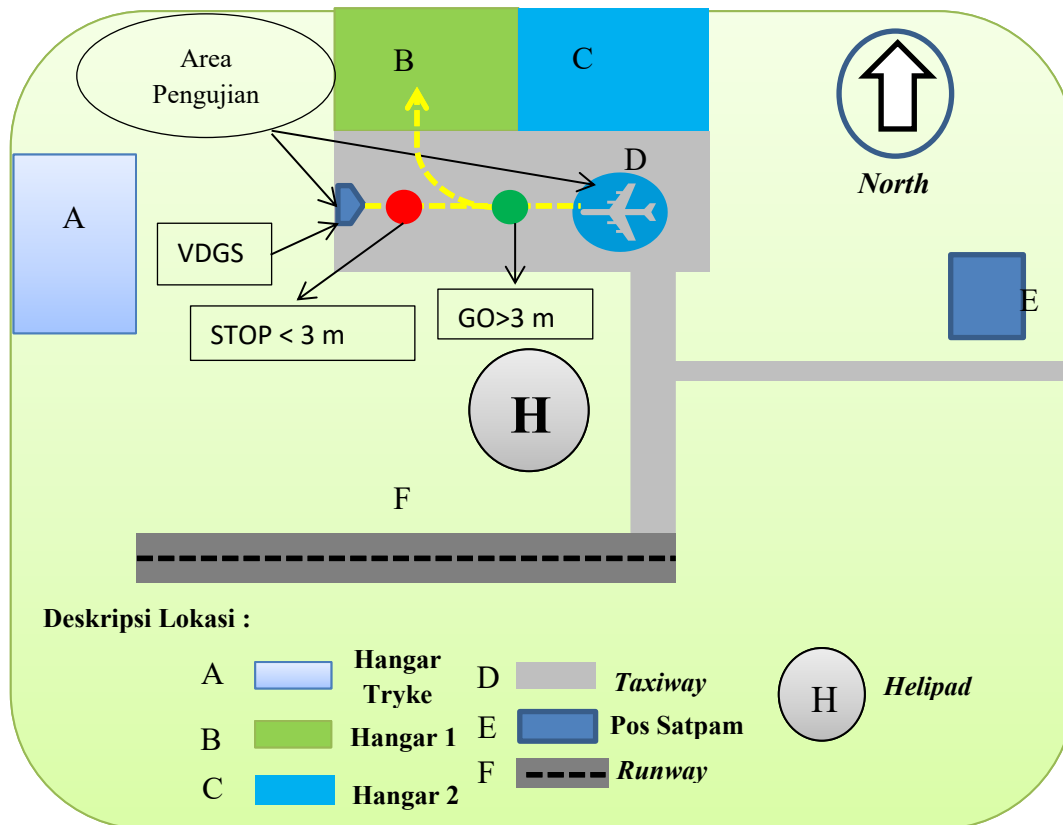 Area
Pengujian
B
C
D
North
A
VDGS
STOP < 3 m
GO>3 m
E
H
F
Deskripsi Lokasi :
A
Hangar
Tryke
B
Hangar 1
C
Hangar 2
D
Taxiway
E
Pos Satpam
F
Runway
H
Helipad